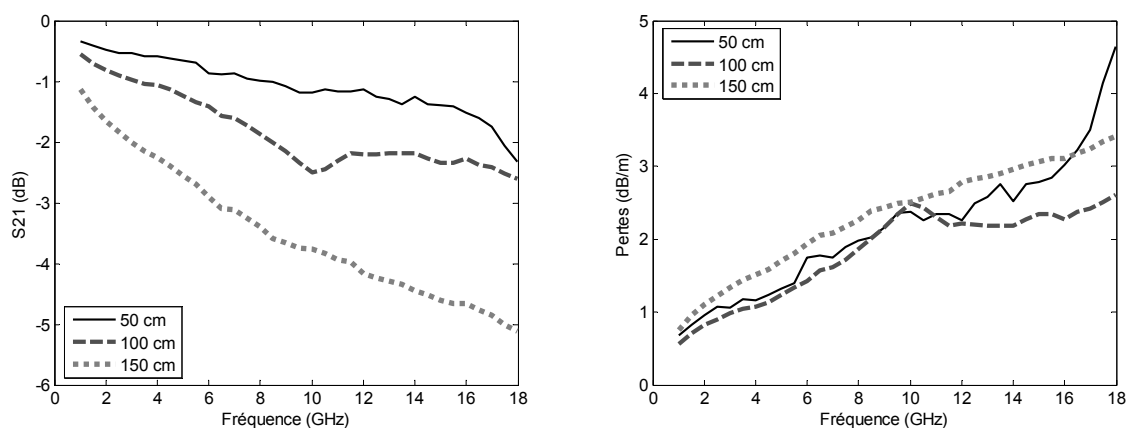 0
-1
-2
-3
-4
-5
-6
S21 (dB)
50 cm
100 cm
150 cm
0 2 4 6 8 10 12 14 16 18
Fréquence (GHz)
5
4
3
2
1
0
Pertes (dB/m)
50 cm
100 cm
150 cm
0 2 4 6 8 10 12 14 16 18
Fréquence (GHz)